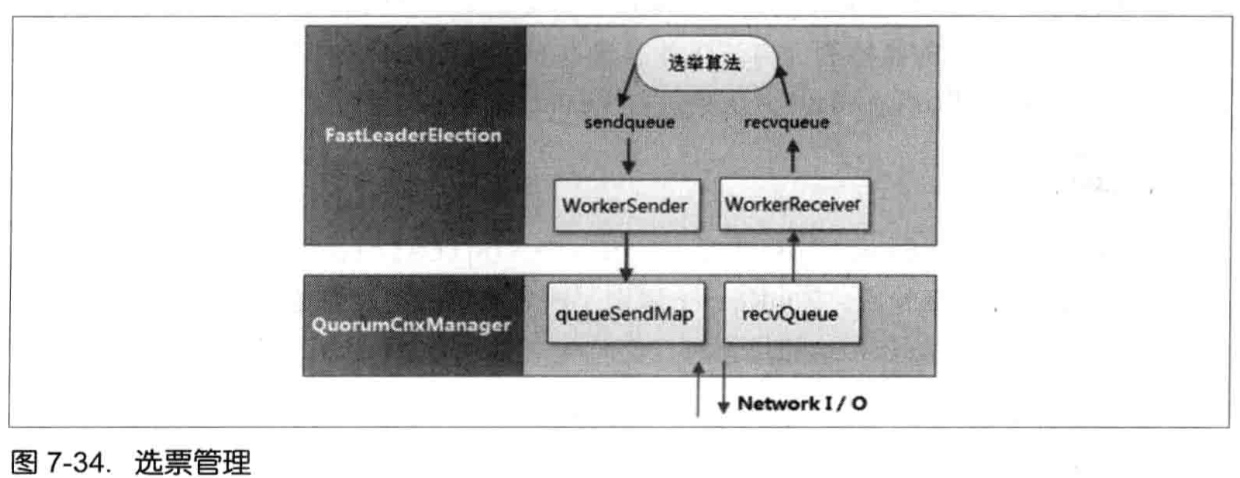 选举算法
sendqueue recvqueue
FastLeaderElection
WorkerSender WorkerReceiver
queueSendMap recvQueue
QuorumCnxManager
Network I / O
图 7-34. 选票管理